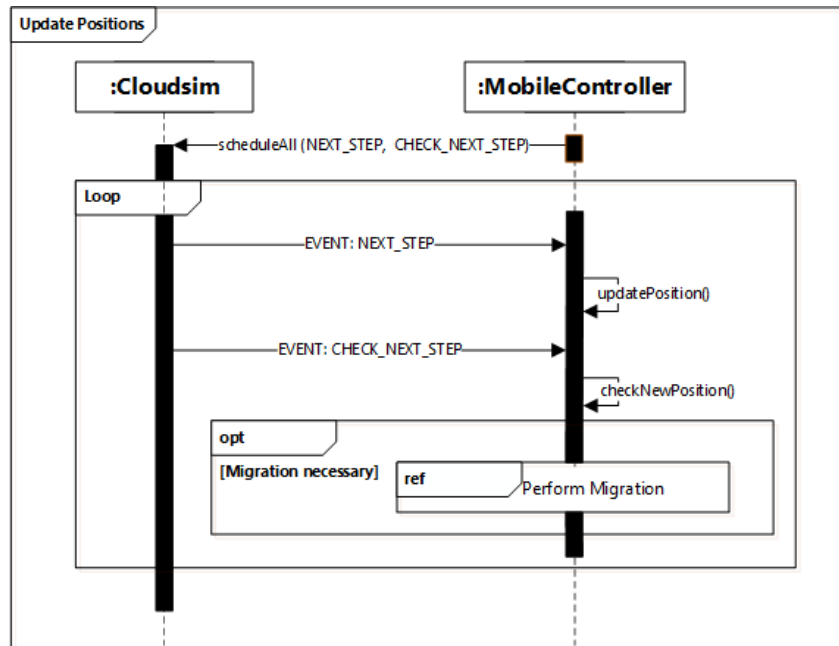 Update Positions
:Cloudsim
:MobileController
scheduleAll (NEXT_STEP, CHECK_NEXT_STEP)
Loop
EVENT: NEXT_STEP
updatePosition()
EVENT: CHECK_NEXT_STEP
checkNewPosition()
opt
[Migration necessary]
ref
Perform Migration